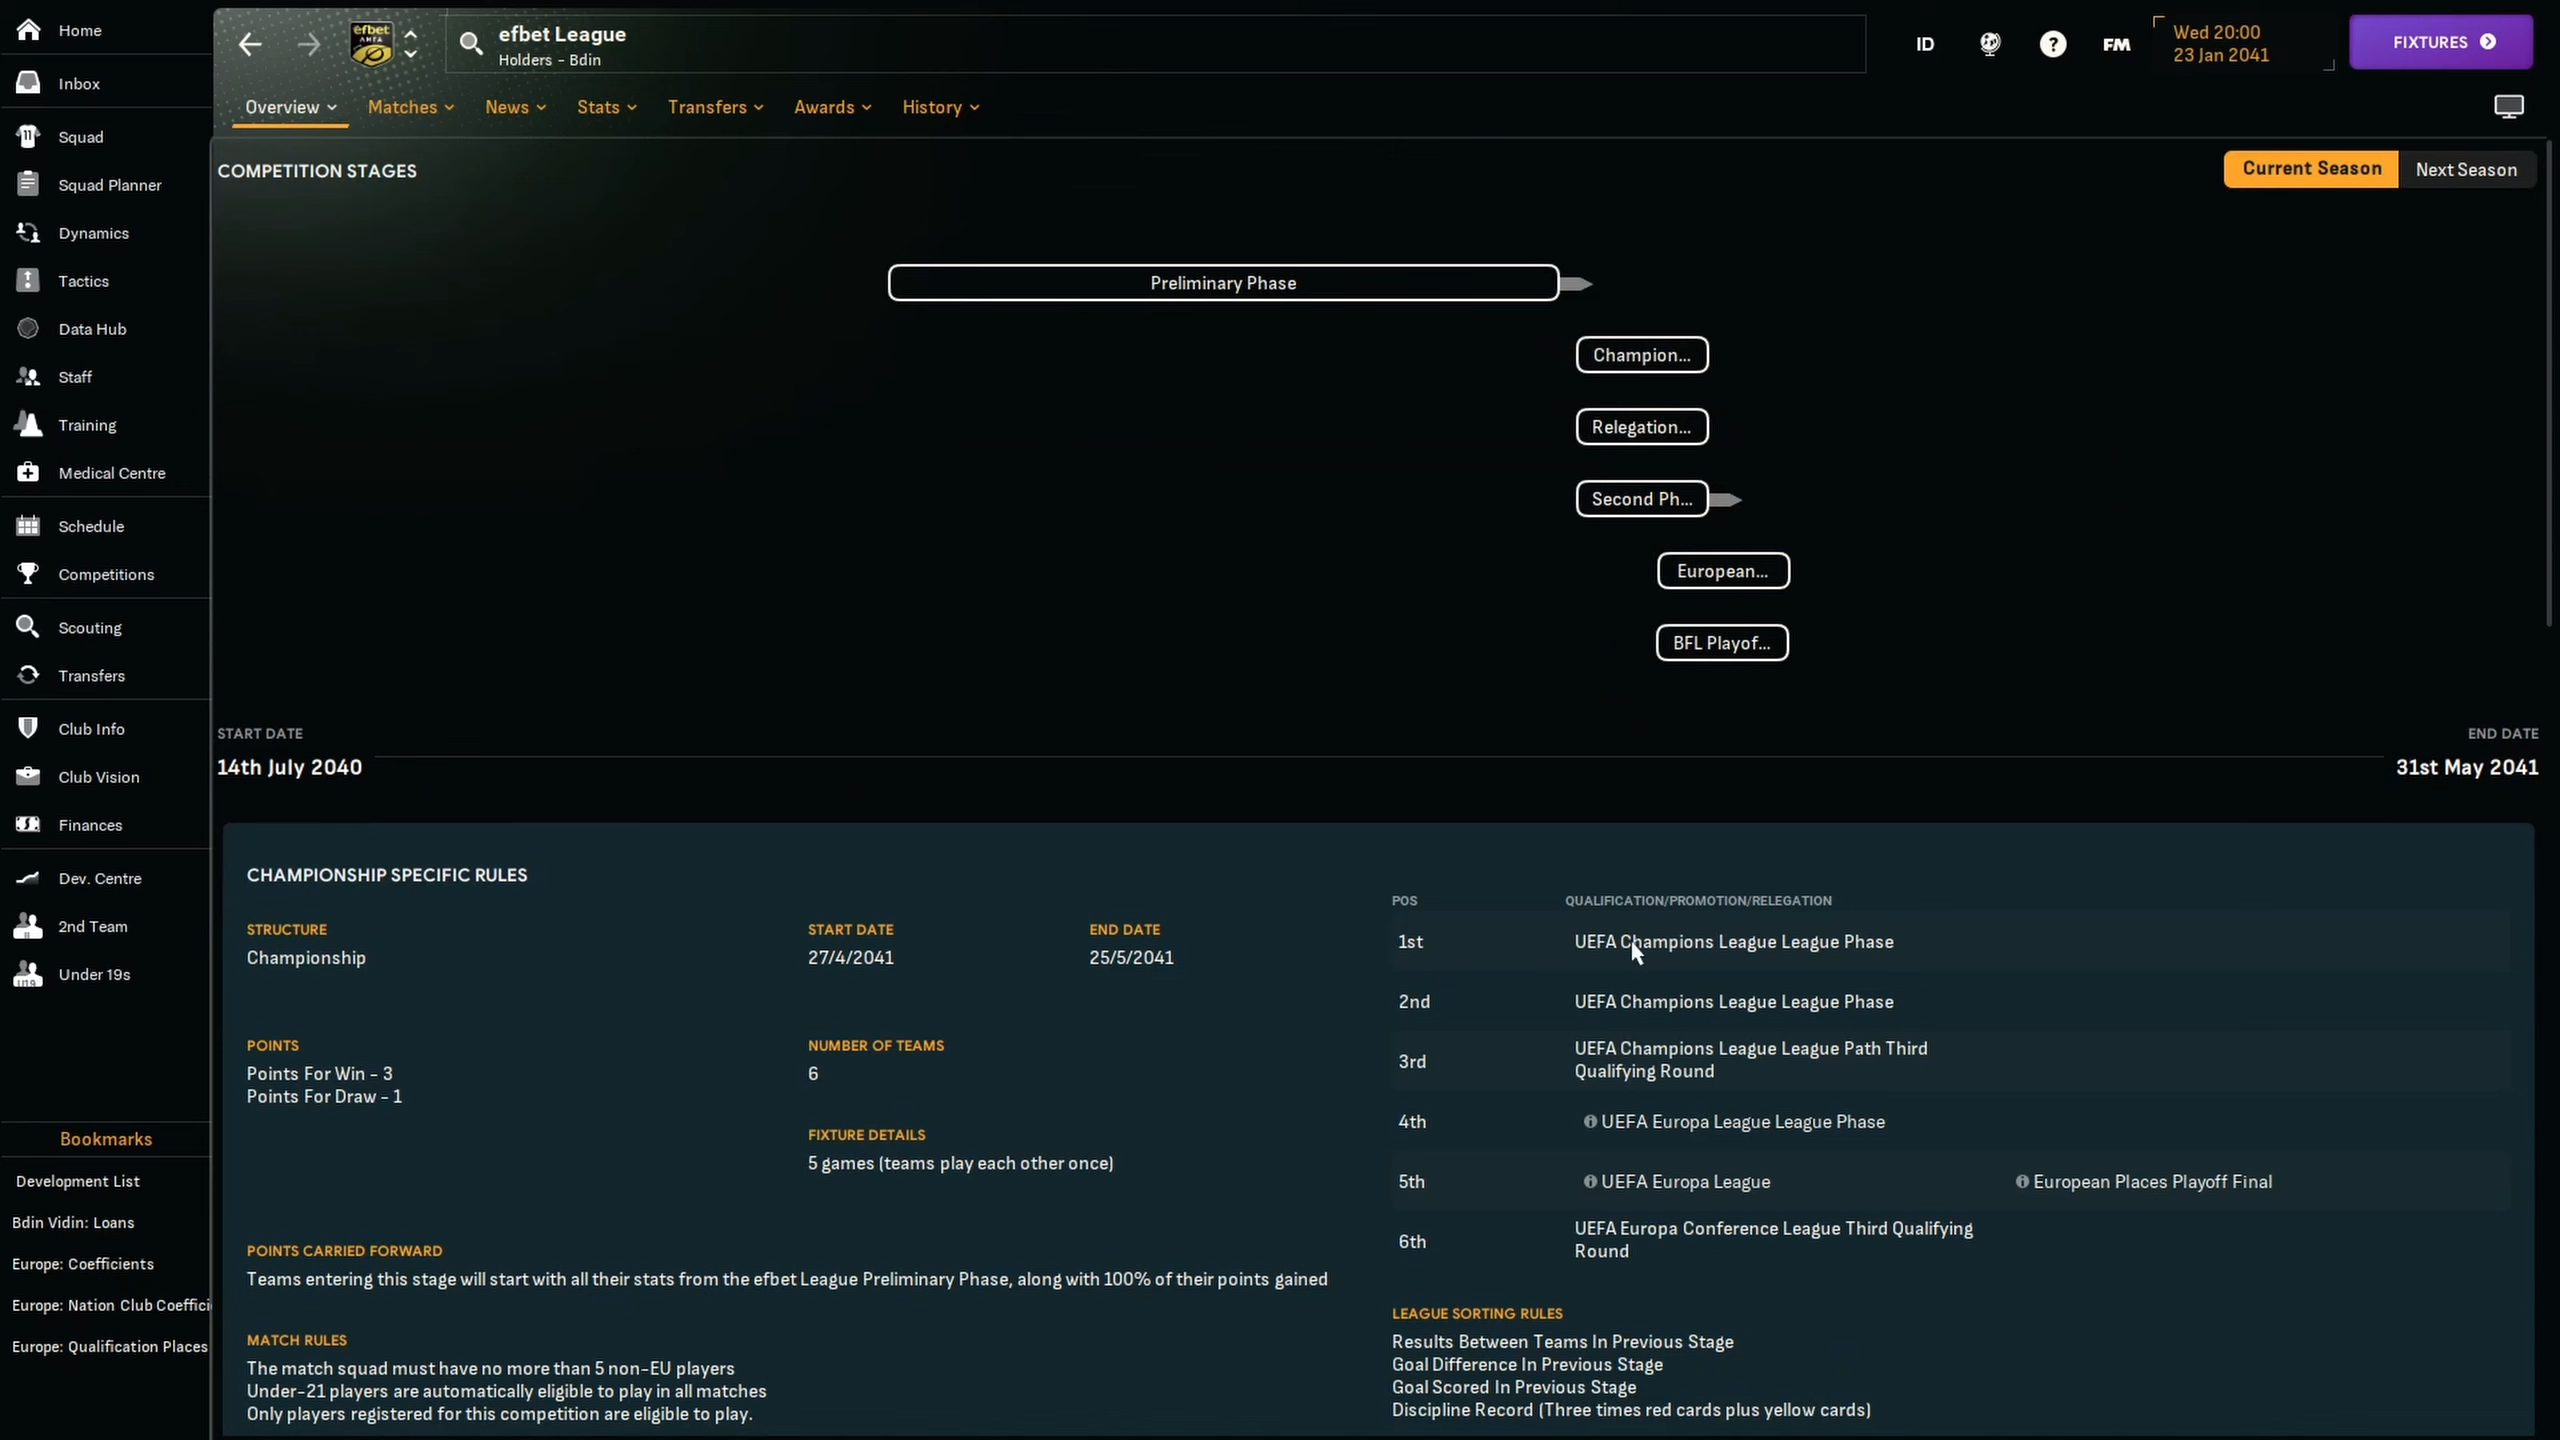 Home
Inbox
Squad
Squad Planner
Dynamics
Tactics
Data Hub
Staff
Training
Medical Centre
Schedule
Competitions
Scouting
Transfers
Club Info
Club Vision
Finances
Dev. Centre
2nd Team
Under 19s
Bookmarks
Development List
Bdin Vidin: Loans
Europe: Coefficients
Europe: Nation Club Coeffici
Europe: Qualification Places
efbet
efbet League
Holders - Bdin
ID
?
FM
Wed 20:00
23 Jan 2041
FIXTURES
Overview
Matches
News
Stats
Transfers
Awards
History
COMPETITION STAGES
Current Season
Next Season
Preliminary Phase
Champion...
Relegation...
Second Ph...
European...
BFL Playof...
START DATE
14th July 2040
END DATE
31st May 2041
CHAMPIONSHIP SPECIFIC RULES
STRUCTURE
Championship
START DATE
27/4/2041
END DATE
25/5/2041
POINTS
Points For Win - 3
Points For Draw - 1
NUMBER OF TEAMS
6
FIXTURE DETAILS
5 games (teams play each other once)
POINTS CARRIED FORWARD
Teams entering this stage will start with all their stats from the efbet League Preliminary Phase, along with 100% of their points gained
MATCH RULES
The match squad must have no more than 5 non-EU players
Under-21 players are automatically eligible to play in all matches
Only players registered for this competition are eligible to play.
POS
QUALIFICATION/PROMOTION/RELEGATION
1st
UEFA Champions League League Phase
2nd
UEFA Champions League League Phase
3rd
UEFA Champions League League Path Third
Qualifying Round
4th
UEFA Europa League League Phase
5th
UEFA Europa League
European Places Playoff Final
6th
UEFA Europa Conference League Third Qualifying
Round
LEAGUE SORTING RULES
Results Between Teams In Previous Stage
Goal Difference In Previous Stage
Goal Scored In Previous Stage
Discipline Record (Three times red cards plus yellow cards)